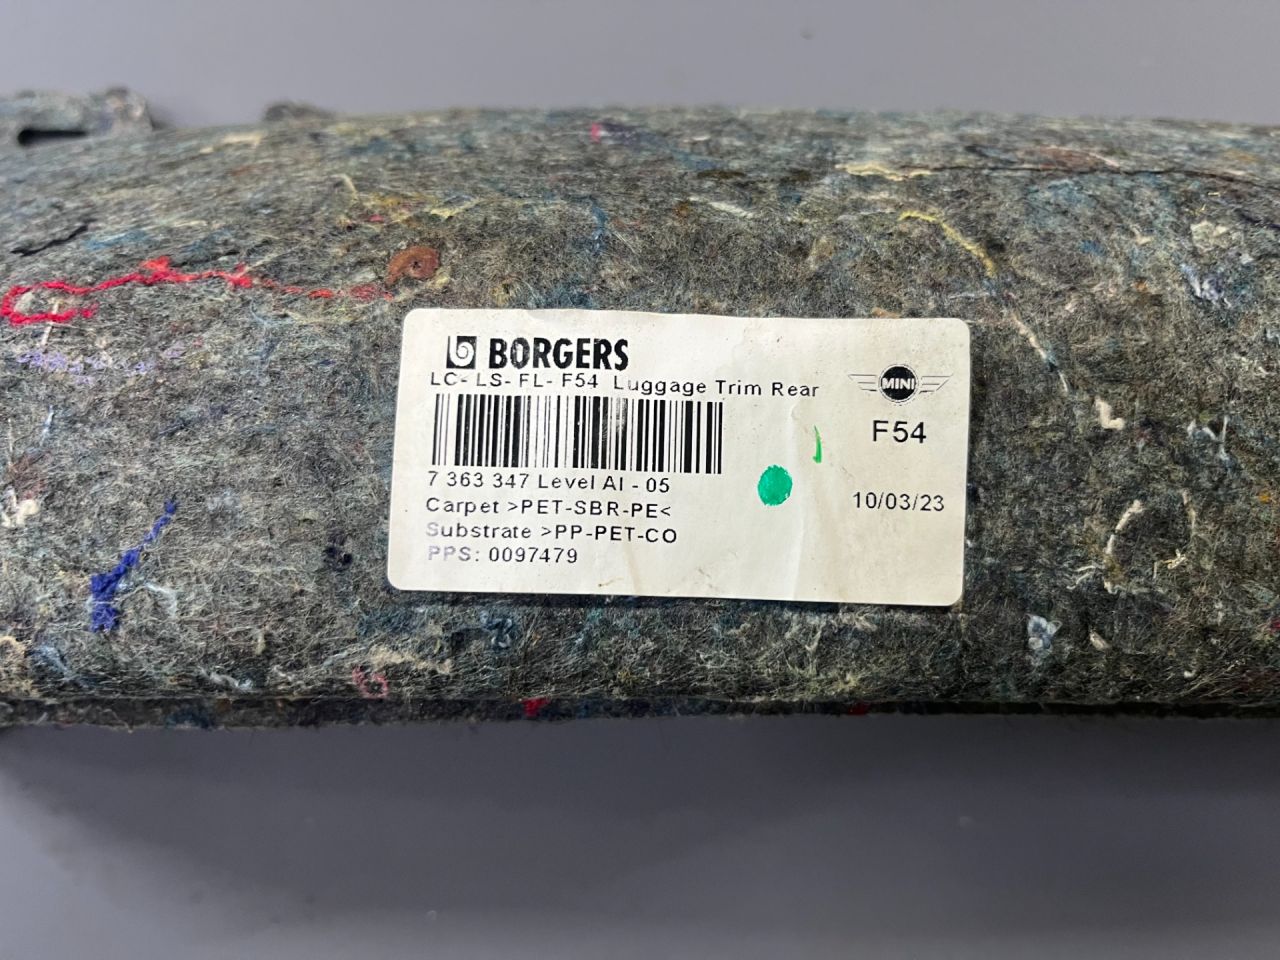 BORGERS
LC- LS- FL- F54 Luggage Trim Rear
MINI
F54
7 363 347 Level AI - 05
Carpet >PET-SBR-PE<
10/03/23
Substrate >PP-PET-CO
PPS: 0097479